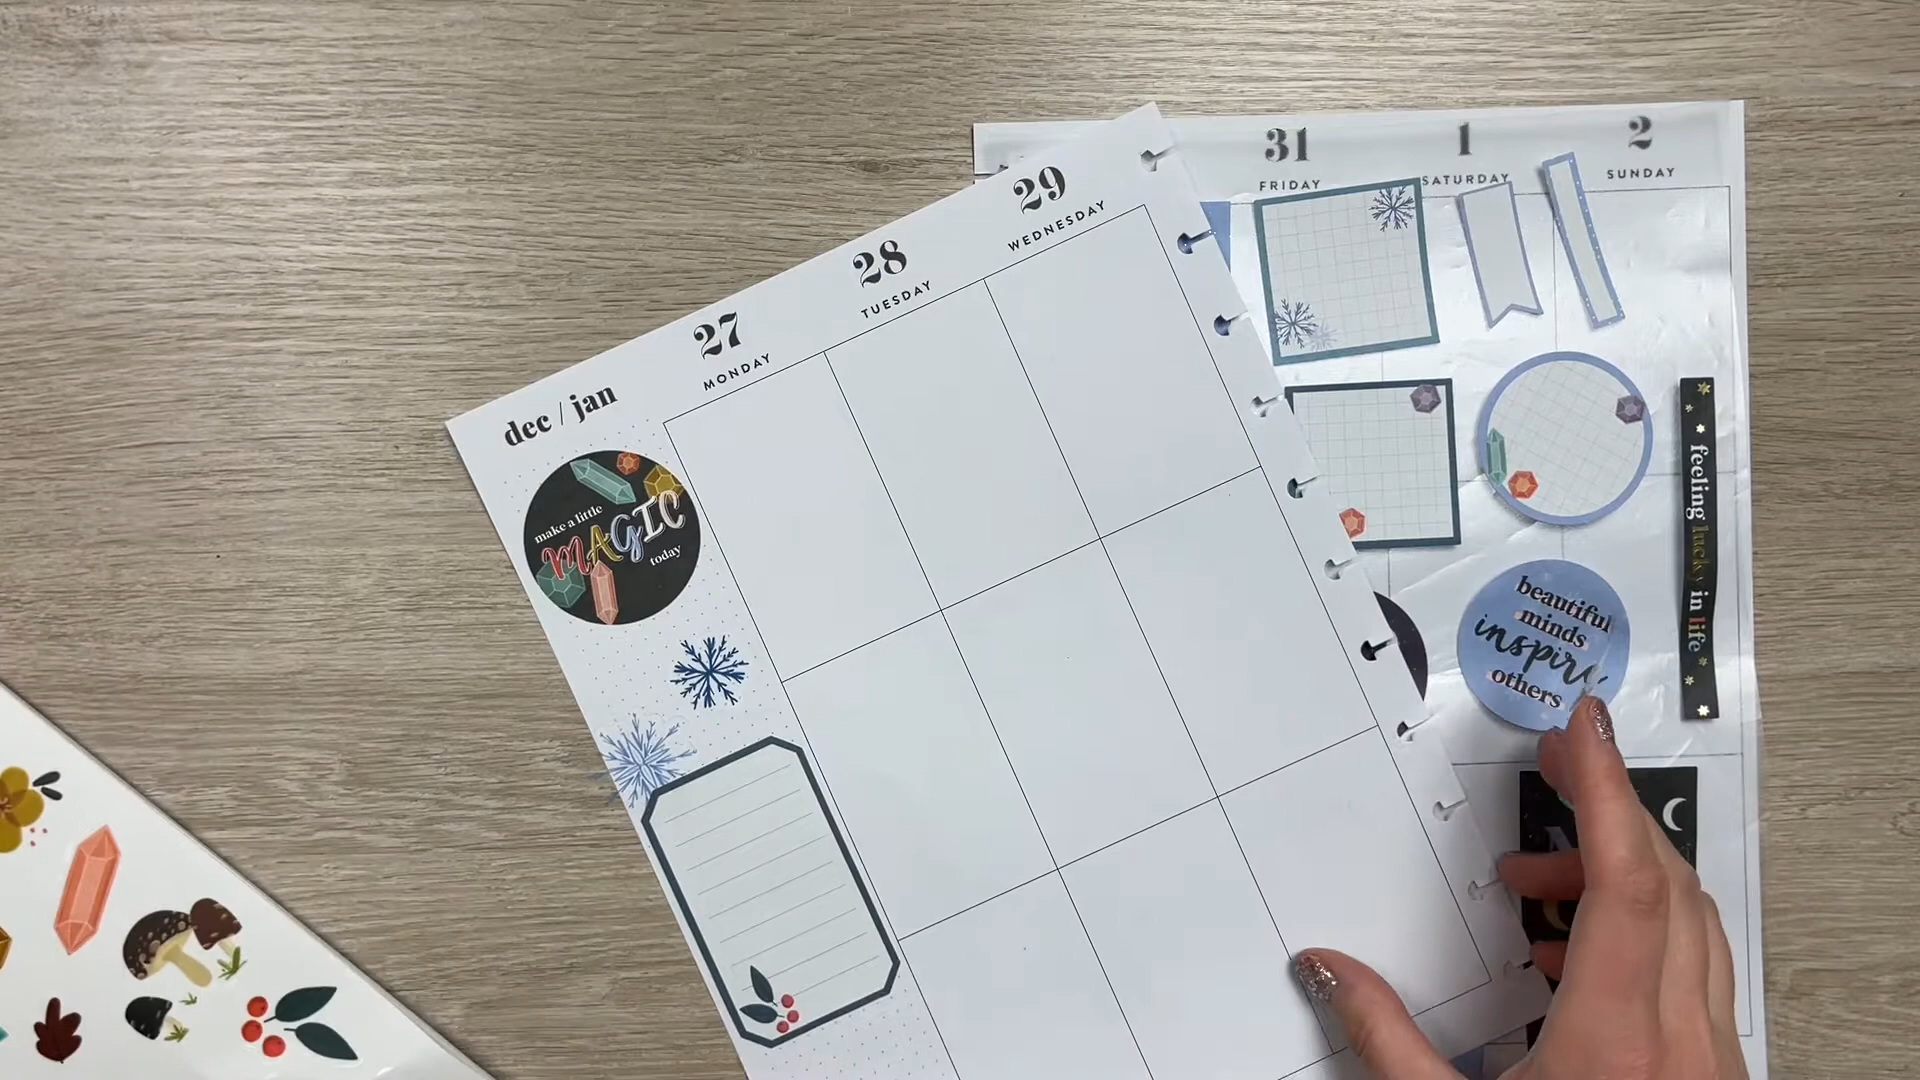 dec / jan
27
MONDAY
28
TUESDAY
29
WEDNESDAY
31
FRIDAY
1
SATURDAY
2
SUNDAY
make a little
MAGIC
today
feeling lucky in life
beautiful
minds
inspire
others